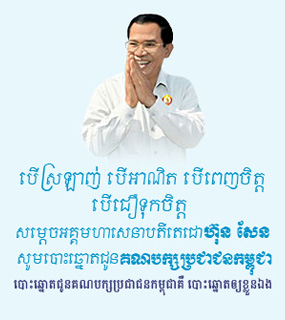 បើស្រឡាញ់ បើអាណិត បើពេញចិត្ត
បើជឿទុកចិត្ត
សម្តេចអគ្គមហាសេនាបតីតេជោហ៊ុន សែន
សូមបោះឆ្នោតជូនគណបក្សប្រជាជនកម្ពុជា
បោះឆ្នោតជូនគណបក្សប្រជាជនកម្ពុជាគឺ បោះឆ្នោតឲ្យខ្លួនឯង